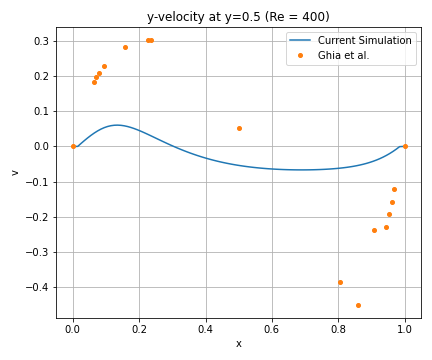 y-velocity at y=0.5 (Re = 400)
Current Simulation
Ghia et al.
0.3
0.2
0.1
0.0
−0.1
−0.2
−0.3
−0.4
v
0.0 0.2 0.4 0.6 0.8 1.0
x